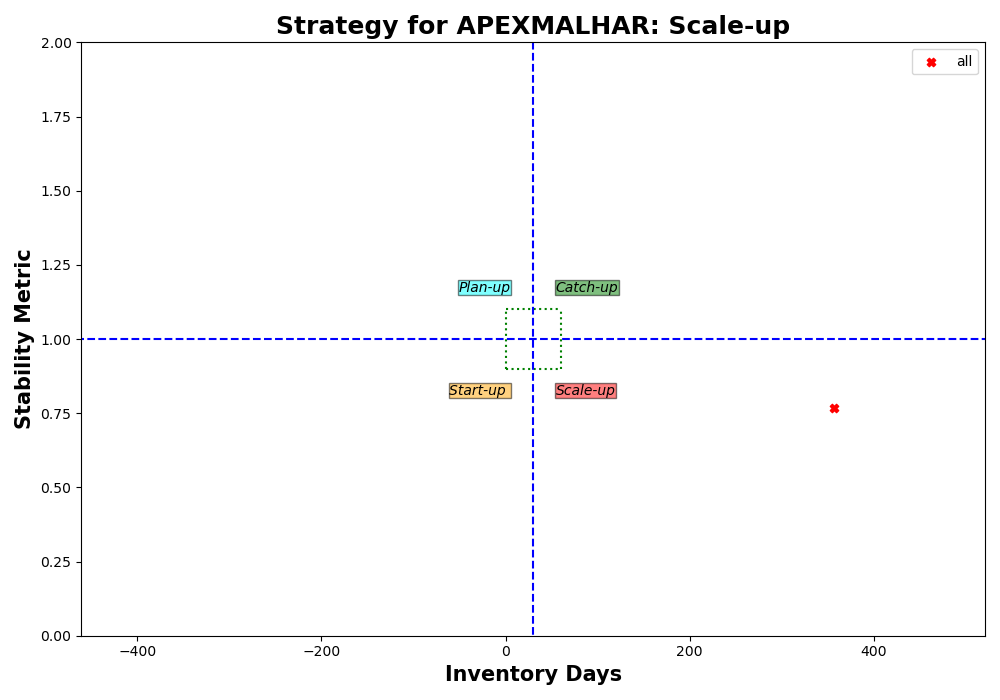 Strategy for APEXMALHAR: Scale-up
all
2.00
1.75
1.50
1.25
1.00
0.75
0.50
0.25
0.00
Stability Metric
Plan-up
Catch-up
Start-up
Scale-up
−400
−200
0
200
400
Inventory Days